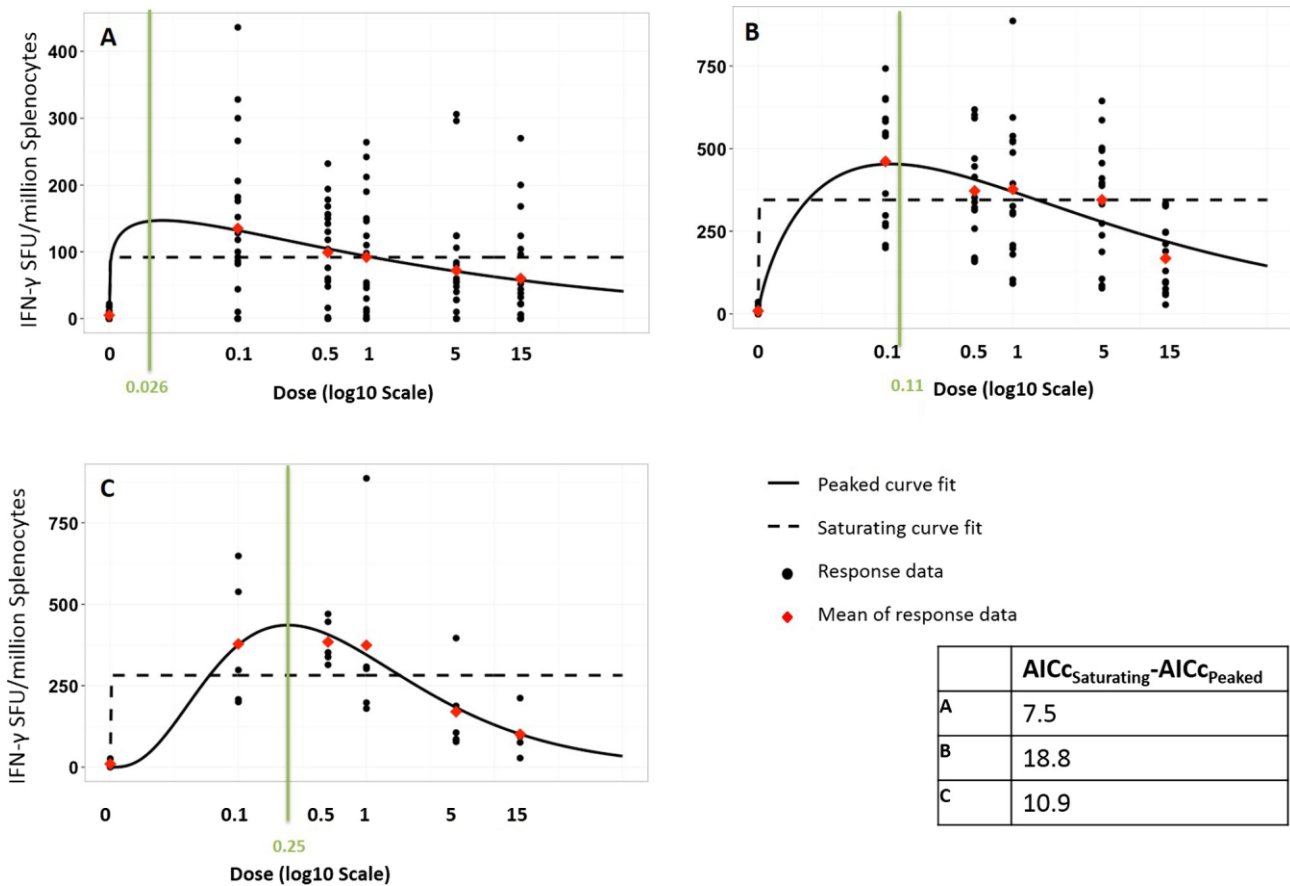 A
IFN-γ SFU/million Splenocytes
400
300
200
100
0
0 0.1 0.5 1 5 15
0.026
Dose (log10 Scale)
B
750
500
250
0
0 0.1 0.5 1 5 15
0.11 Dose (log10 Scale)
C
IFN-γ SFU/million Splenocytes
750
500
250
0
0 0.1 0.5 1 5 15
0.25
Dose (log10 Scale)
Peaked curve fit
Saturating curve fit
Response data
Mean of response data
AICcSaturating-AICcPeaked
A 7.5
B 18.8
C 10.9